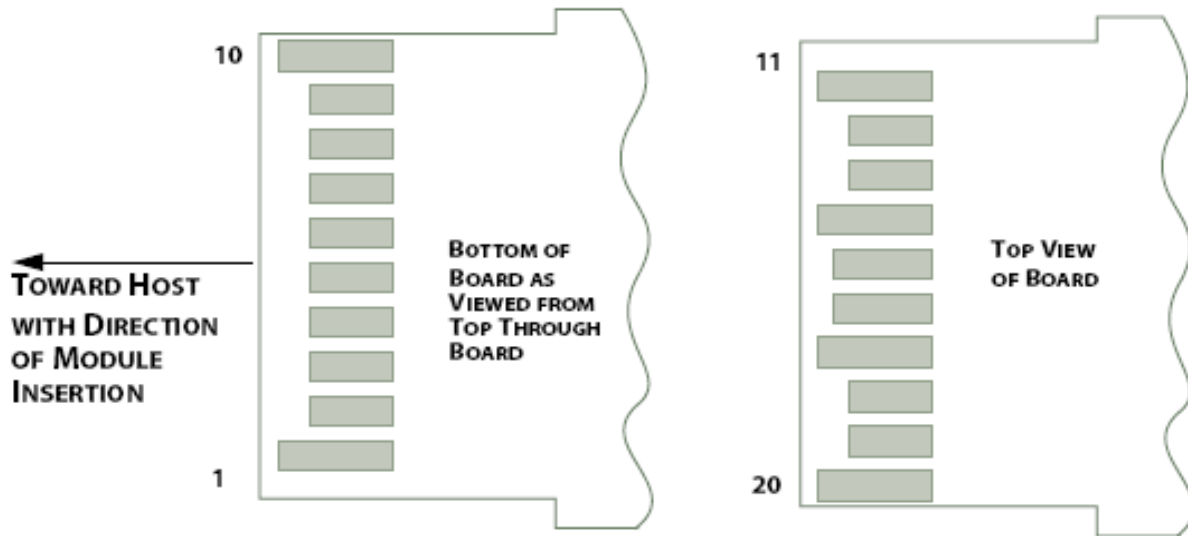 10
11
Bottom of
Board as
Viewed from
Top Through
Board
Top View
of Board
Toward Host
with Direction
of Module
Insertion
1
20